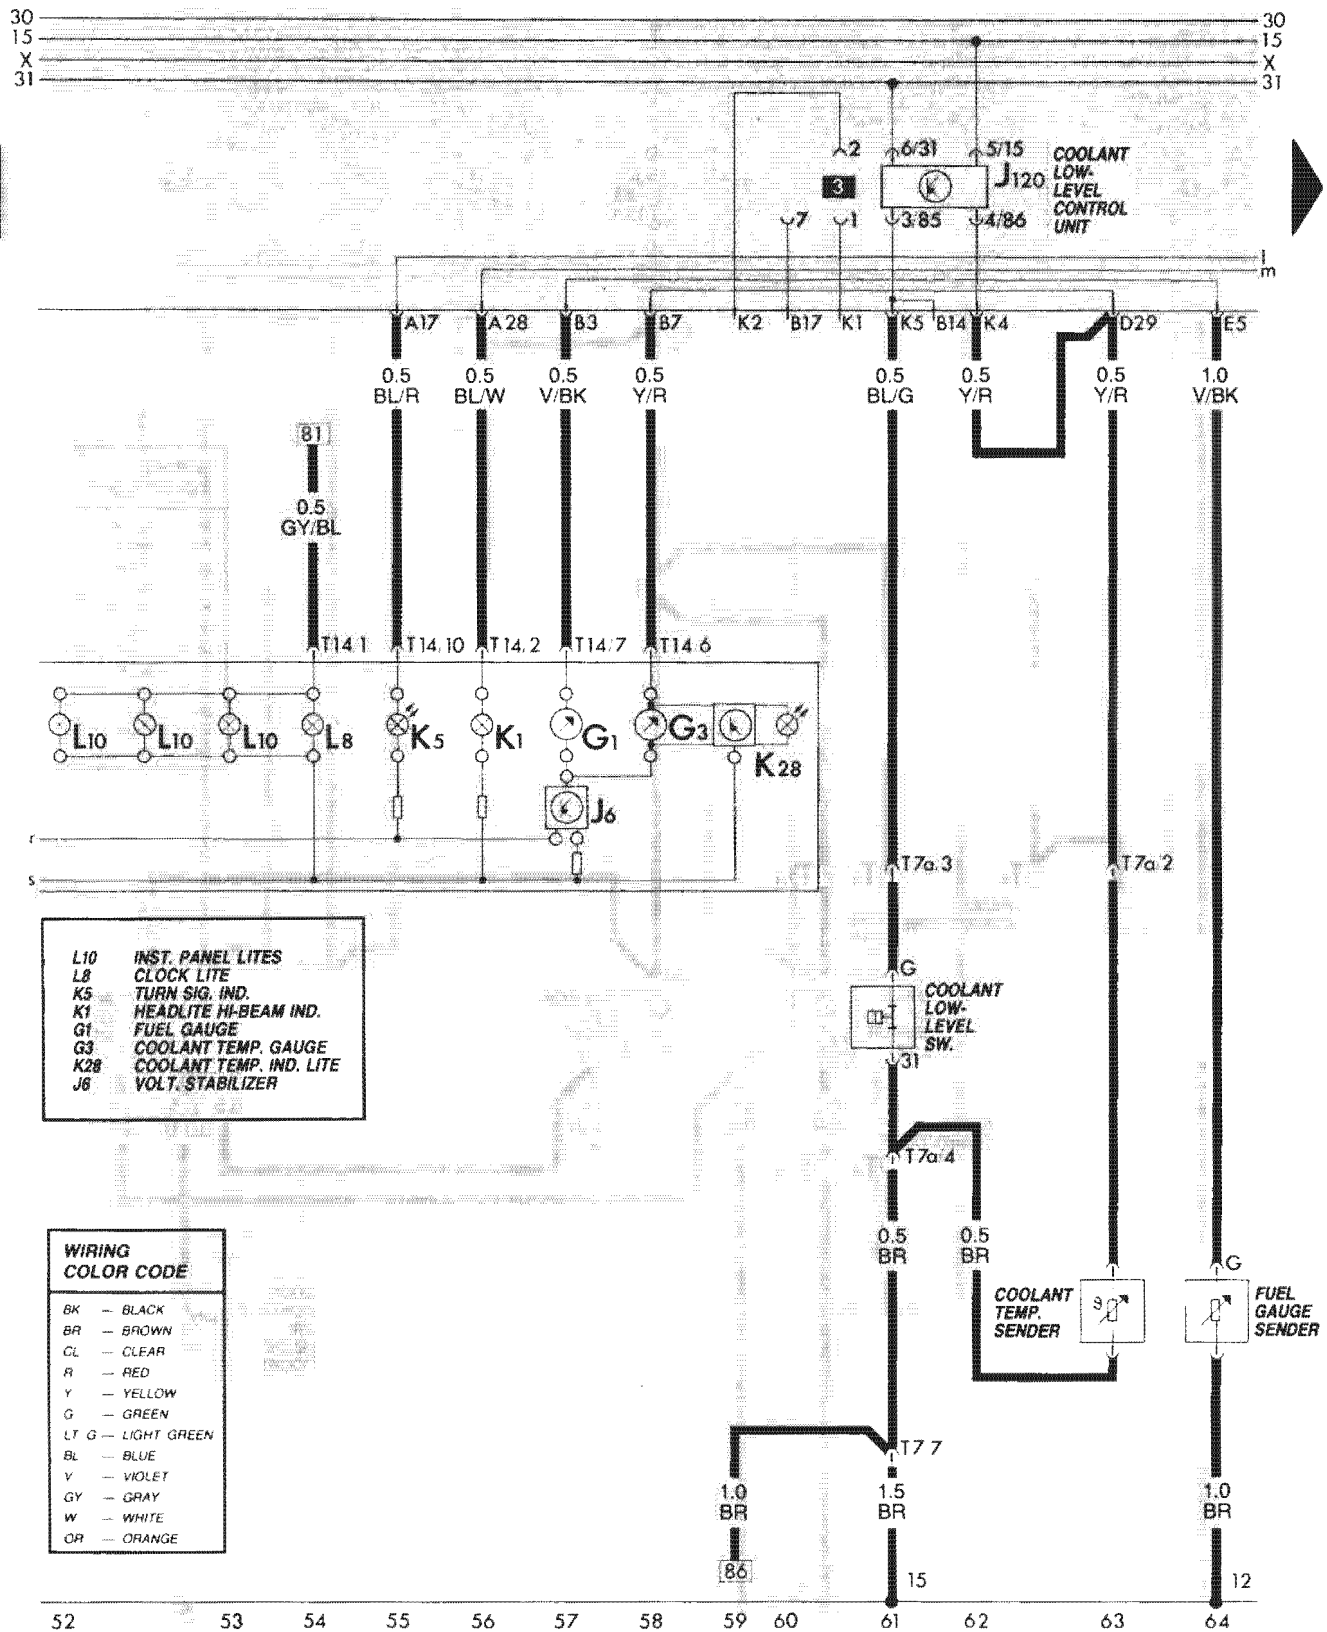 30 30
15 15
X X
31 31
2 6/31 5/15
3 J120
COOLANT
LOW-
LEVEL
CONTROL
UNIT
7 1 3/85 4/86
l
m
A17 A28 B3 B7 K2 B17 K1 K5 B14 K4 D29 E5
0.5 0.5 0.5 0.5 0.5 0.5 0.5 1.0
BL/R BL/W V/BK Y/R BL/G Y/R Y/R V/BK
81
0.5
GY/BL
T14/1 T14/10 T14/2 T14/7 T14/6
L10 L10 L10 L8 K5 K1 G1 G3
K28
J6
r
s
T7a/3 T7a/2
L10 INST. PANEL LITES
L8 CLOCK LITE
K5 TURN SIG. IND.
K1 HEADLITE HI-BEAM IND.
G1 FUEL GAUGE
G3 COOLANT TEMP. GAUGE
K28 COOLANT TEMP. IND. LITE
J6 VOLT. STABILIZER
G
COOLANT
LOW-
LEVEL
SW.
31
T7a/4
0.5 0.5
BR BR
WIRING
COLOR CODE
BK — BLACK
BR — BROWN
CL — CLEAR
R — RED
Y — YELLOW
G — GREEN
LT G — LIGHT GREEN
BL — BLUE
V — VIOLET
GY — GRAY
W — WHITE
OR — ORANGE
G
COOLANT
TEMP.
SENDER
FUEL
GAUGE
SENDER
T7/7
1.0 1.5 1.0
BR BR BR
86
15 12
52 53 54 55 56 57 58 59 60 61 62 63 64